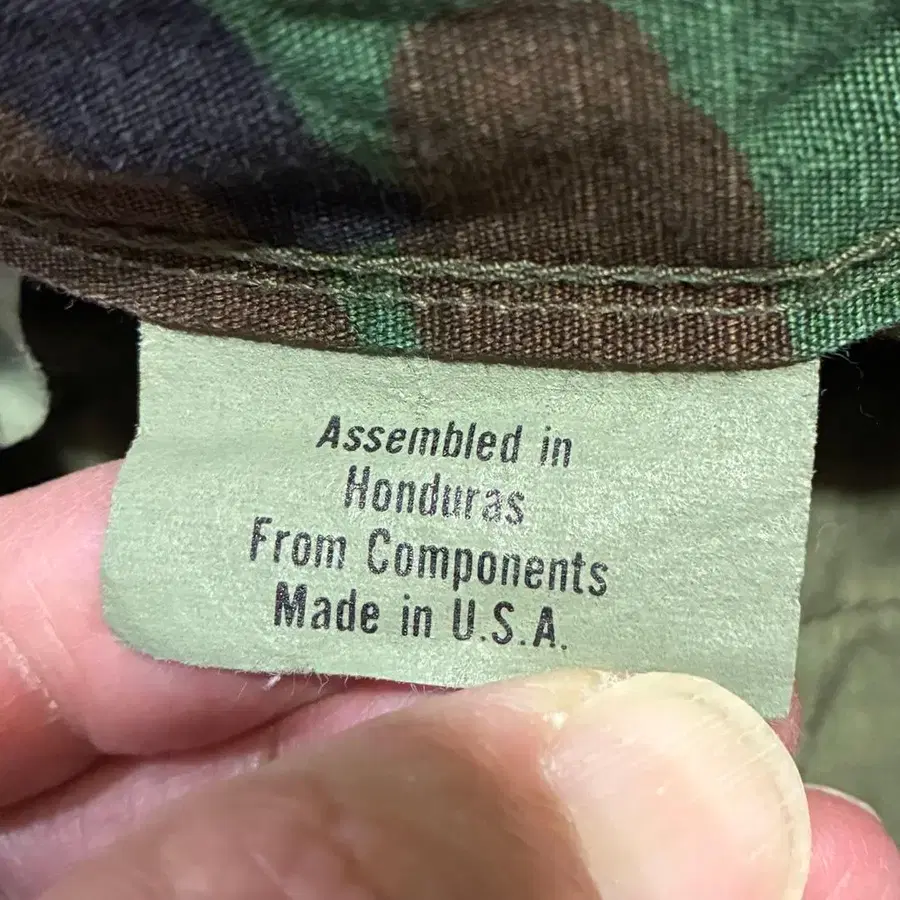 Assembled in
Honduras
From Components
Made in U.S.A.